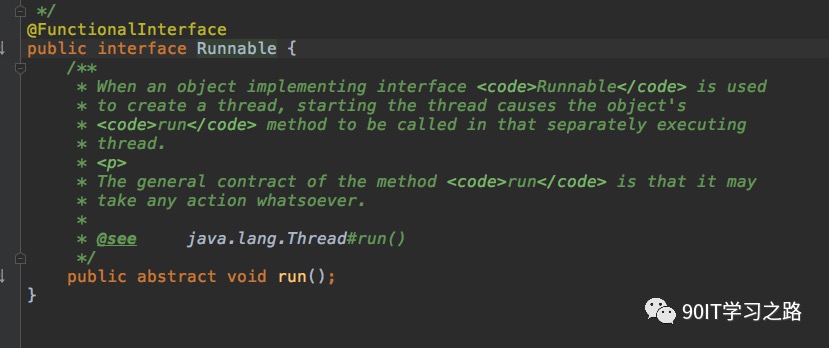 */
@FunctionalInterface
public interface Runnable {
    /**
     * When an object implementing interface <code>Runnable</code> is used
     * to create a thread, starting the thread causes the object's
     * <code>run</code> method to be called in that separately executing
     * thread.
     * <p>
     * The general contract of the method <code>run</code> is that it may
     * take any action whatsoever.
     *
     * @see     java.lang.Thread#run()
     */
    public abstract void run();
}
90IT学习之路